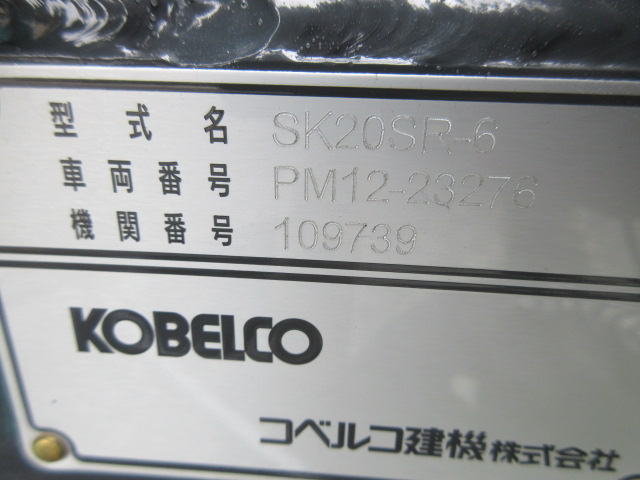 型式名 SK20SR-6
車両番号 PM12-23276
機関番号 109739
KOBELCO
コベルコ建機株式会社